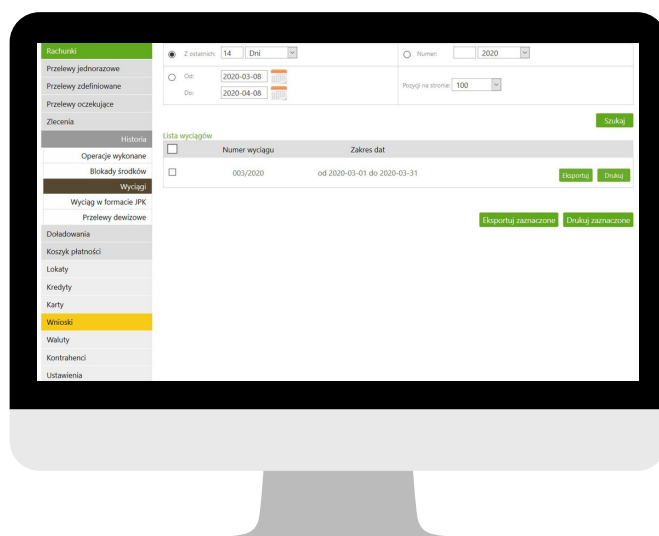 Rachunki
Przelewy jednorazowe
Przelewy zdefiniowane
Przelewy oczekujące
Zlecenia
Historia
Operacje wykonane
Blokady środków
Wyciągi
Wyciąg w formacie JPK
Przelewy dewizowe
Doładowania
Koszyk płatności
Lokaty
Kredyty
Karty
Wnioski
Waluty
Kontrahenci
Ustawienia
Z ostatnich: 14 Dni
Numer: 2020
Od: 2020-03-08
Do: 2020-04-08
Pozycji na stronie: 100
Szukaj
Lista wyciągów
Numer wyciągu Zakres dat
003/2020 od 2020-03-01 do 2020-03-31 Eksportuj Drukuj
Eksportuj zaznaczone Drukuj zaznaczone